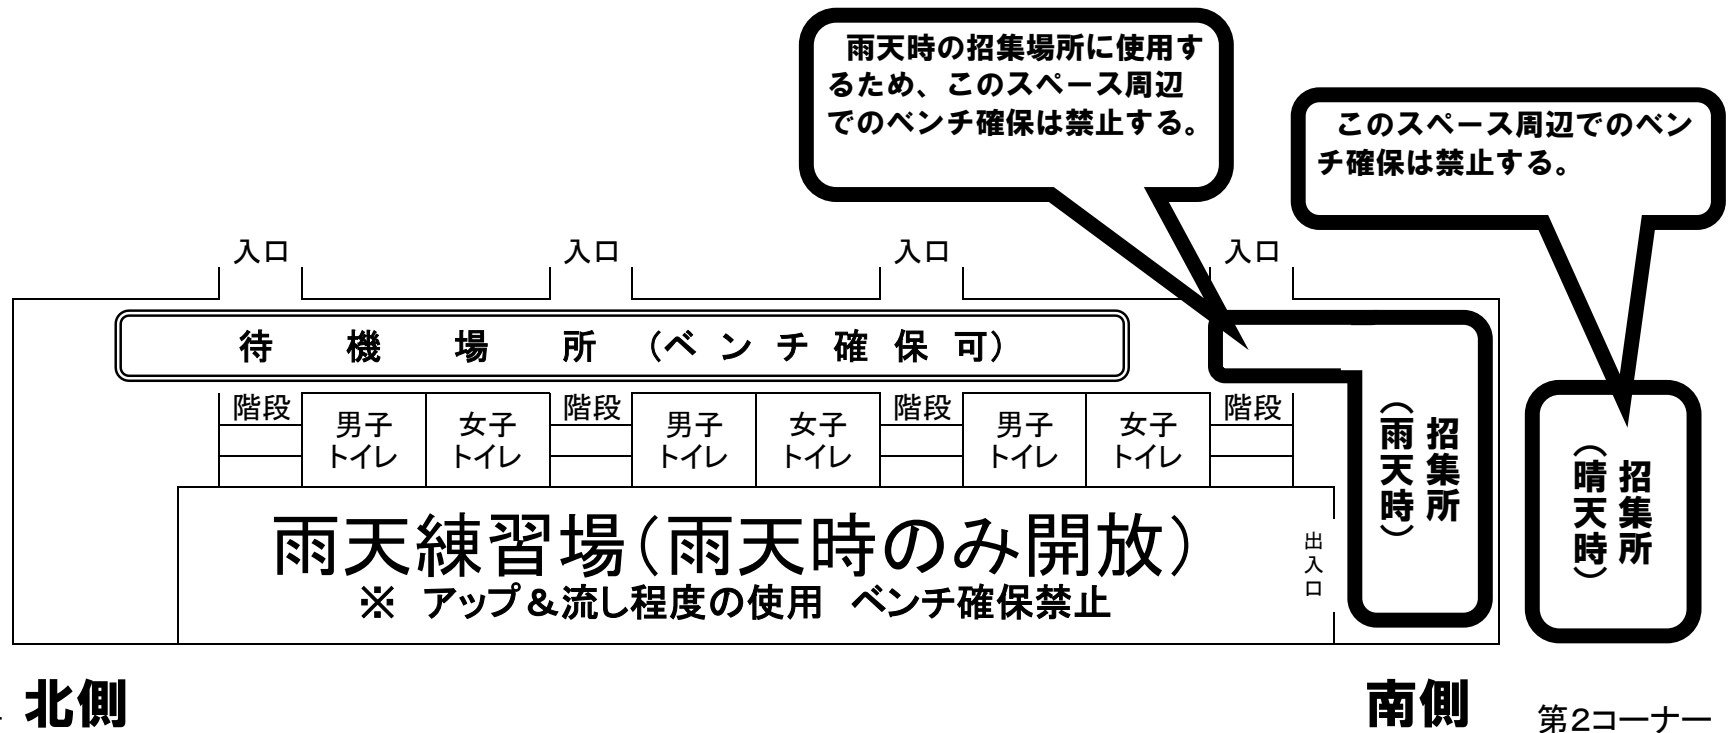 雨天時の招集場所に使用す
るため、このスペース周辺
でのベンチ確保は禁止する。
このスペース周辺でのベン
チ確保は禁止する。
入口
入口
入口
入口
待機場所（ベンチ確保可）
階段
男子
トイレ
女子
トイレ
階段
男子
トイレ
女子
トイレ
階段
男子
トイレ
女子
トイレ
階段
招集所
（雨天時）
招集所
（晴天時）
雨天練習場（雨天時のみ開放）
※　アップ＆流し程度の使用　ベンチ確保禁止
出入口
北側
南側
第２コーナー